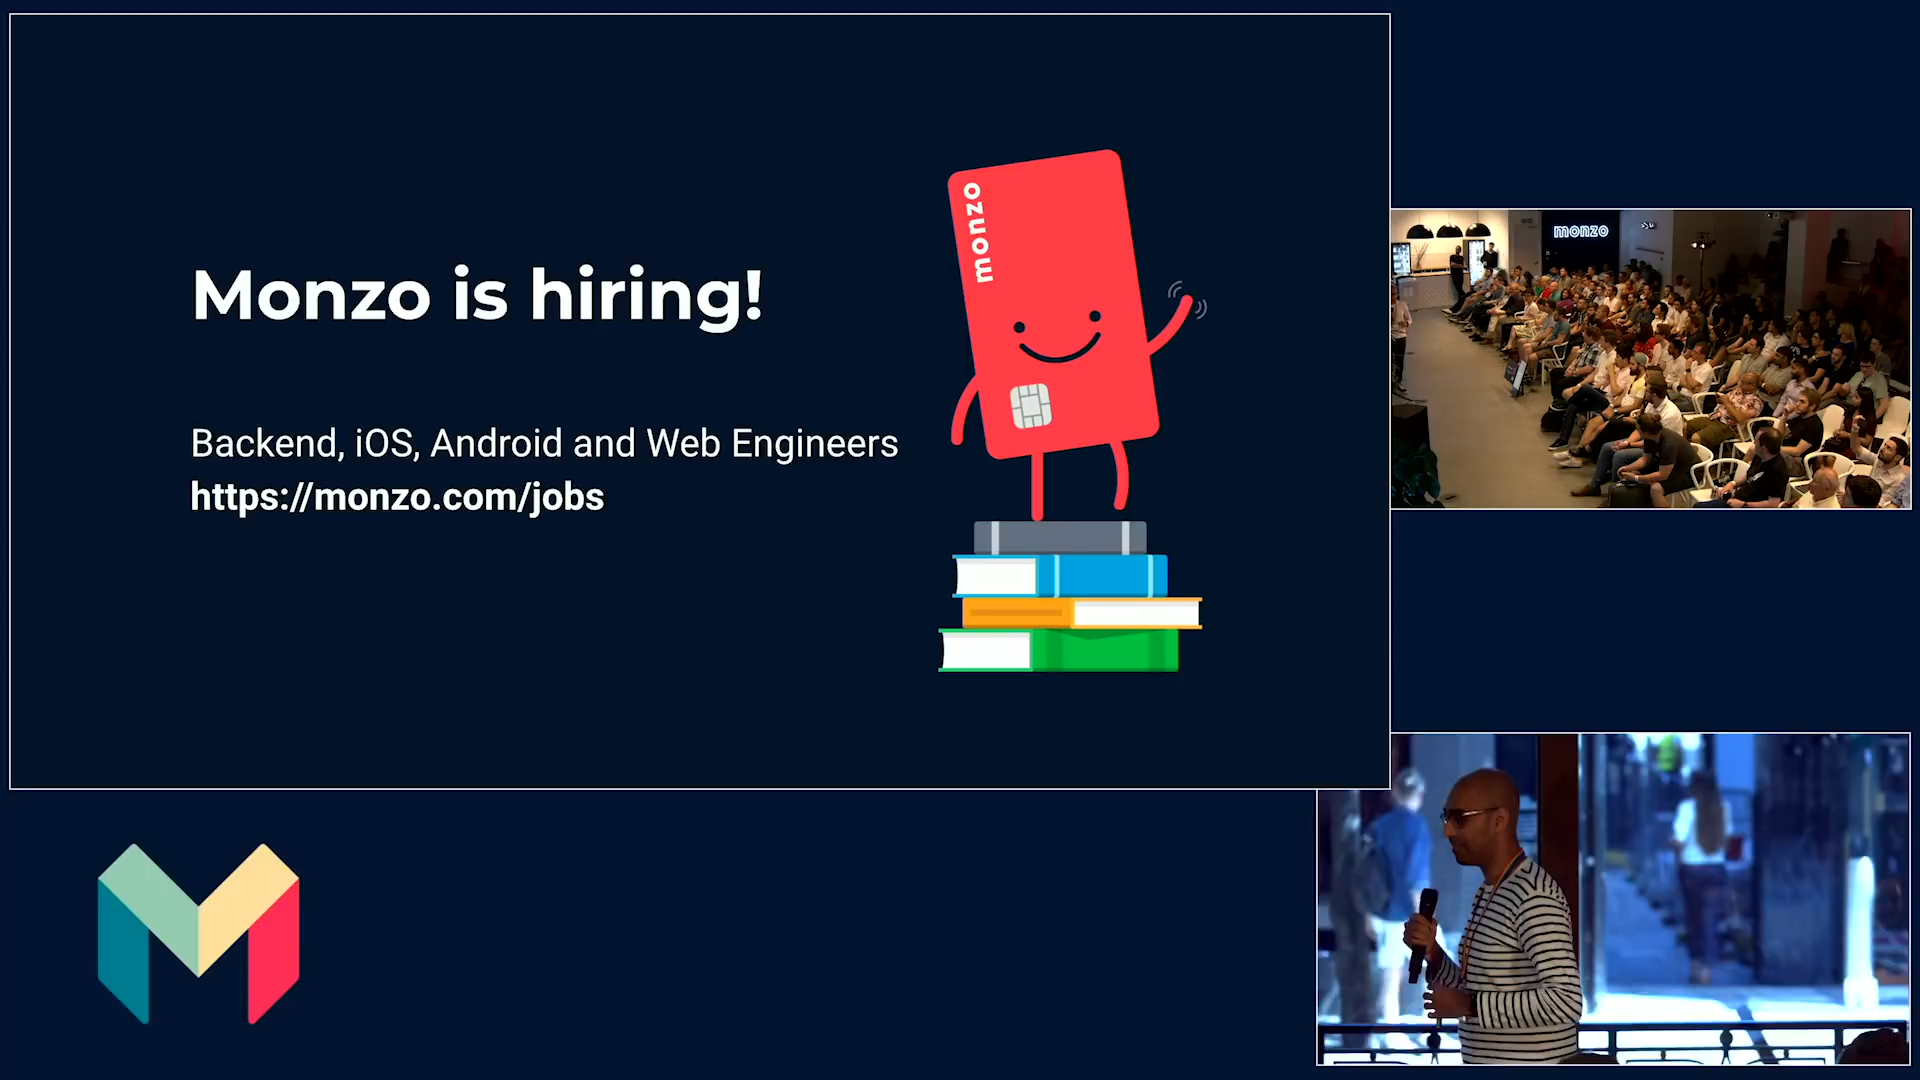 Monzo is hiring!
Backend, iOS, Android and Web Engineers
https://monzo.com/jobs
monzo
monzo